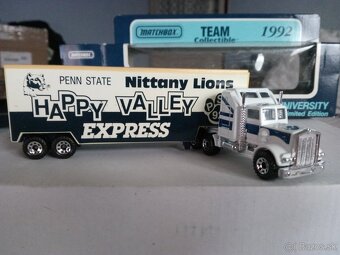 MATCHBOX
TEAM
Collectible
1992
PENN STATE Nittany Lions
HAPPY VALLEY
EXPRESS
UNIVERSITY
Limited Edition